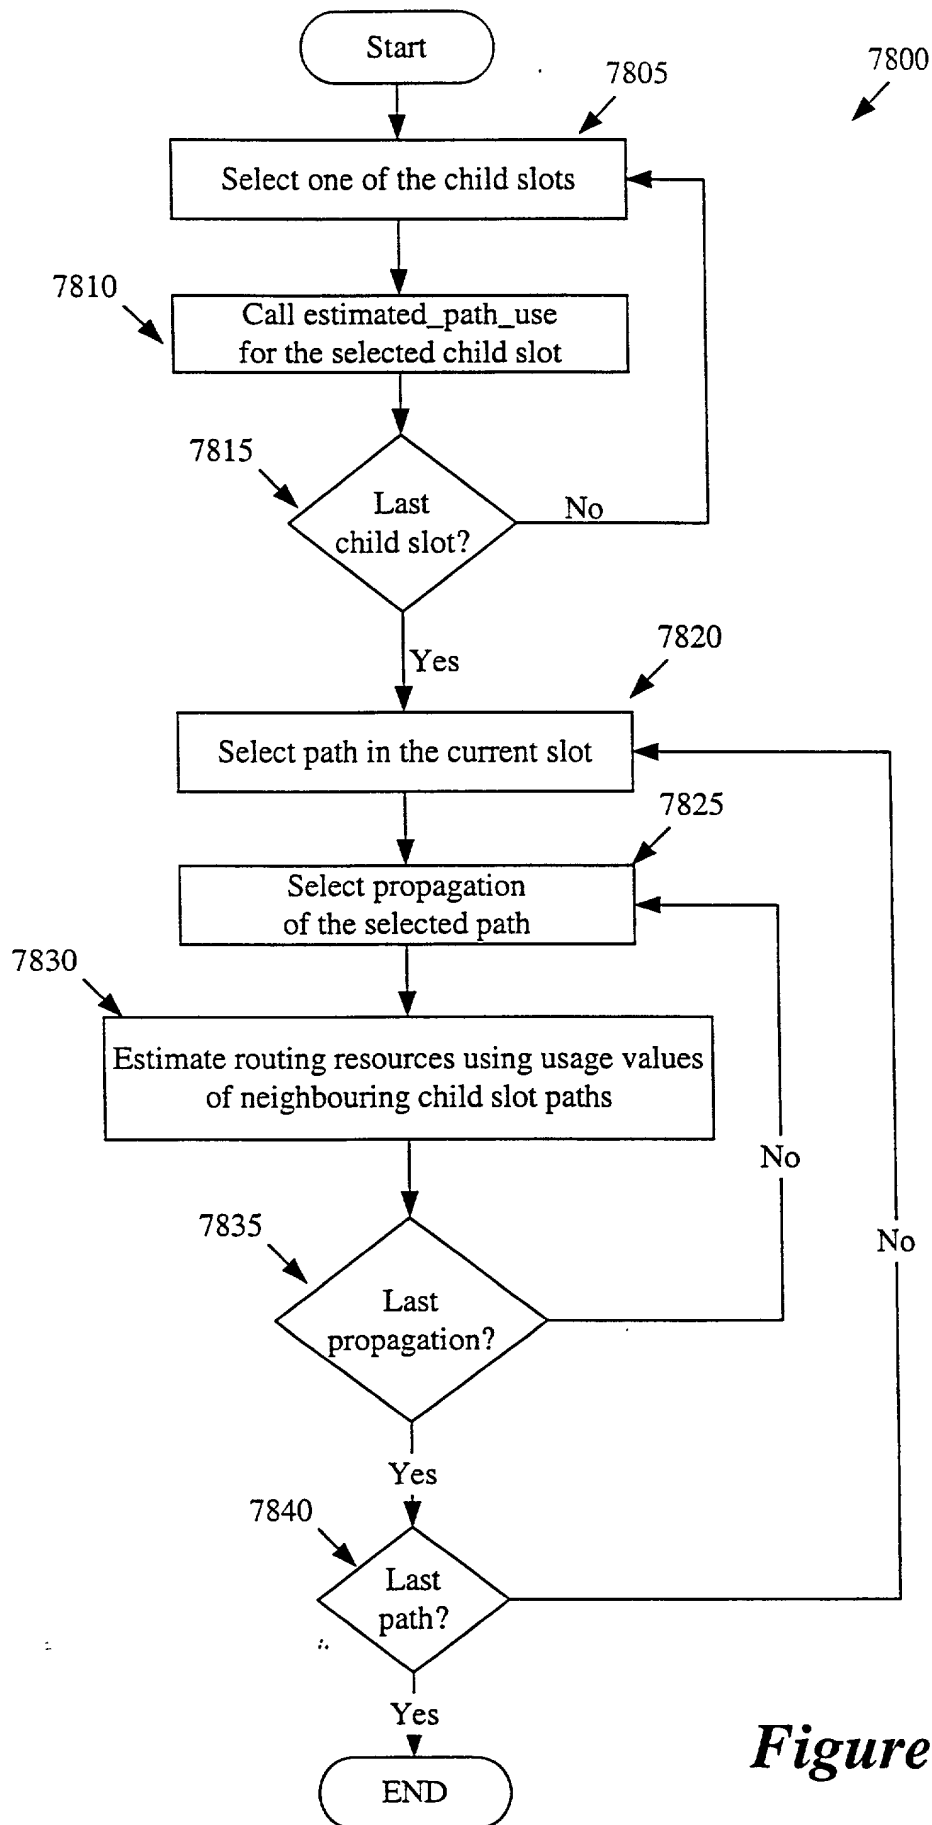 Start
7800
7805
Select one of the child slots
7810
Call estimated_path_use
for the selected child slot
7815
Last
child slot?
No
Yes
7820
Select path in the current slot
7825
Select propagation
of the selected path
7830
Estimate routing resources using usage values
of neighbouring child slot paths
No
7835
Last
propagation?
No
Yes
7840
Last
path?
Yes
END
Figure